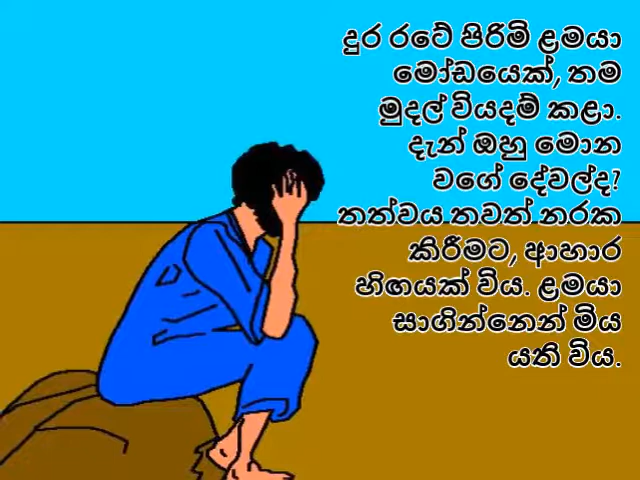 දුර රටේ පිරිමි ළමයා
මෝඩයෙක්, තම
මුදල් වියදම් කළා.
දැන් ඔහු මොන
වගේ දේවල්ද?
තත්වය තවත් නරක
කිරීමට, ආහාර
හිඟයක් විය. ළමයා
සාගින්නෙන් මිය
යති විය.